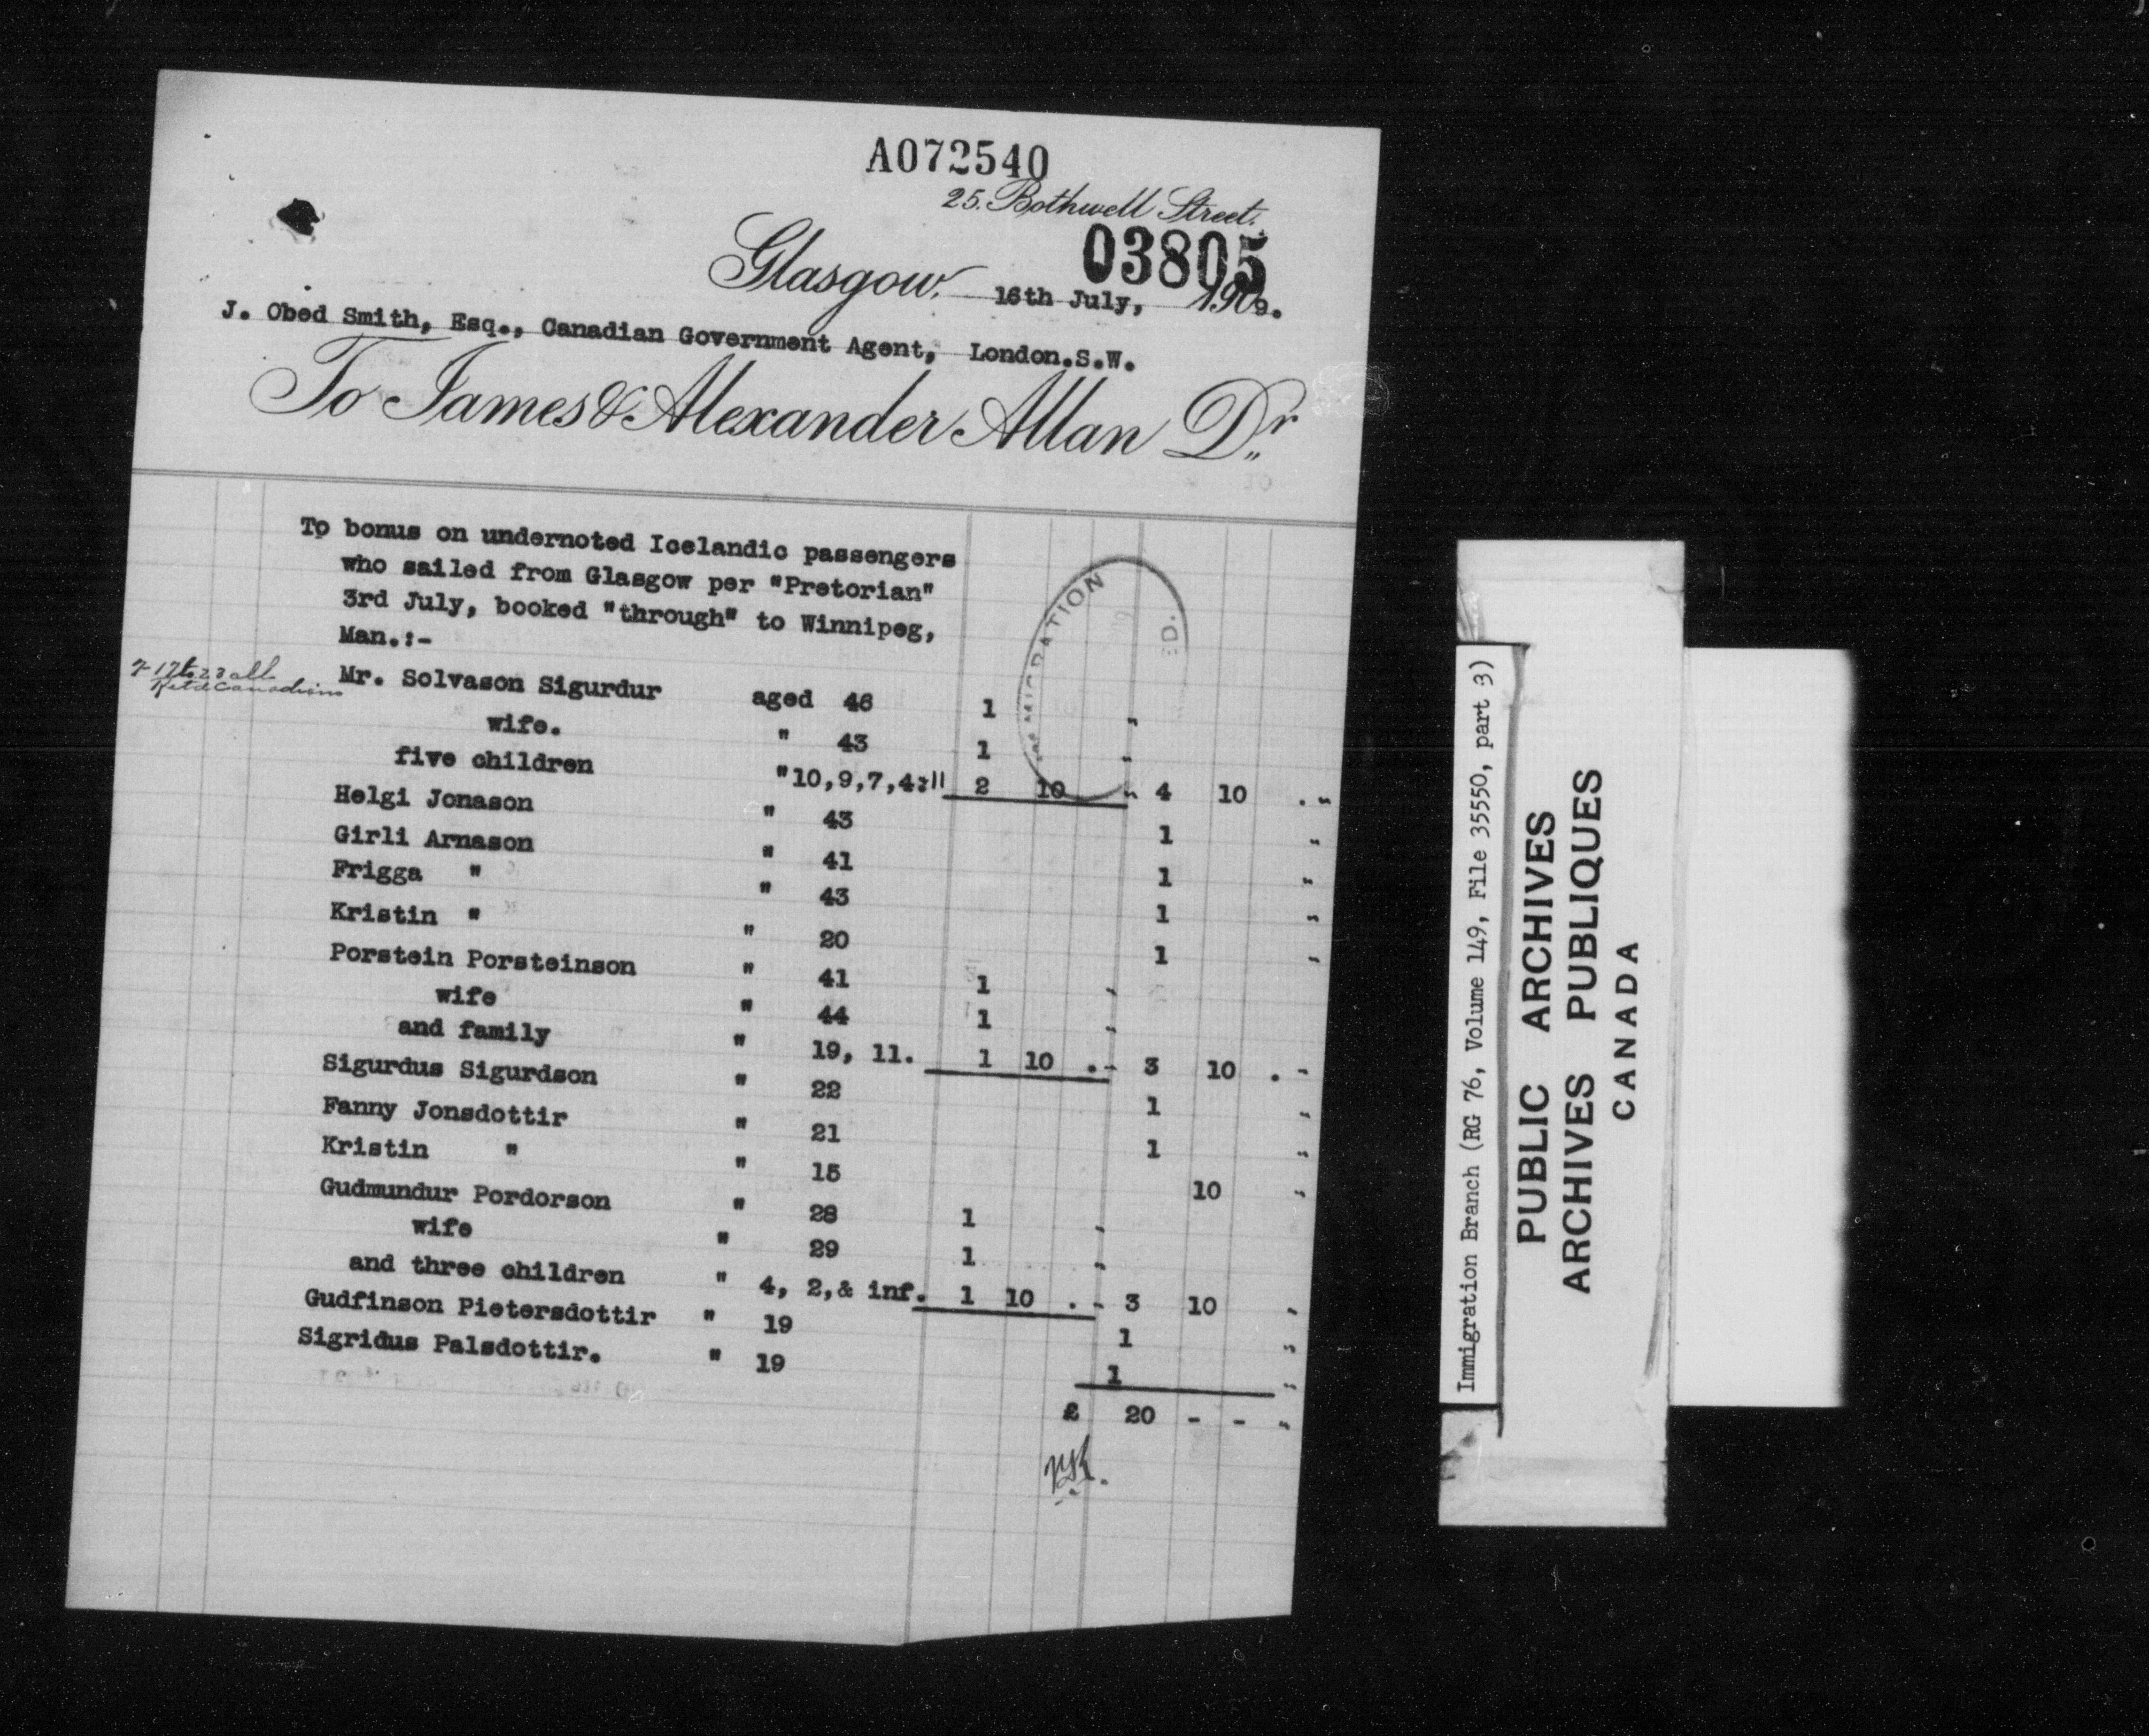 A072540
25. Bothwell Street.
03805
Glasgow, 16th July, 1909.
J. Obed Smith, Esq., Canadian Government Agent, London.S.W.
To James & Alexander Allan Dr.
To bonus on undernoted Icelandic passengers
who sailed from Glasgow per "Pretorian"
3rd July, booked "through" to Winnipeg,
Man.:-
Mr. Solvason Sigurdur aged 46 1 "
wife. " 43 1 "
five children " 10,9,7,4 2 10 " 4 10 . "
Helgi Jonason " 43 1 "
Girli Arnason " 41 1 "
Frigga " " 43 1 "
Kristin " " 20 1 "
Porstein Porsteinson " 41 1 "
wife " 44 1 "
and family " 19, 11. 1 10 .- 3 10 . -
Sigurdus Sigurdson " 22 1 "
Fanny Jonsdottir " 21 1 "
Kristin " " 15 10 "
Gudmundur Pordorson " 28 1 "
wife " 29 1 "
and three children " 4, 2,& inf. 1 10 .- 3 10 "
Gudfinson Pietersdottir " 19 1 "
Sigridus Palsdottir. " 19 1 "
£ 20 - - "
IMMIGRATION
ED.
Immigration Branch (RG 76, Volume 149, File 35550, part 3)
PUBLIC ARCHIVES
ARCHIVES PUBLIQUES
CANADA